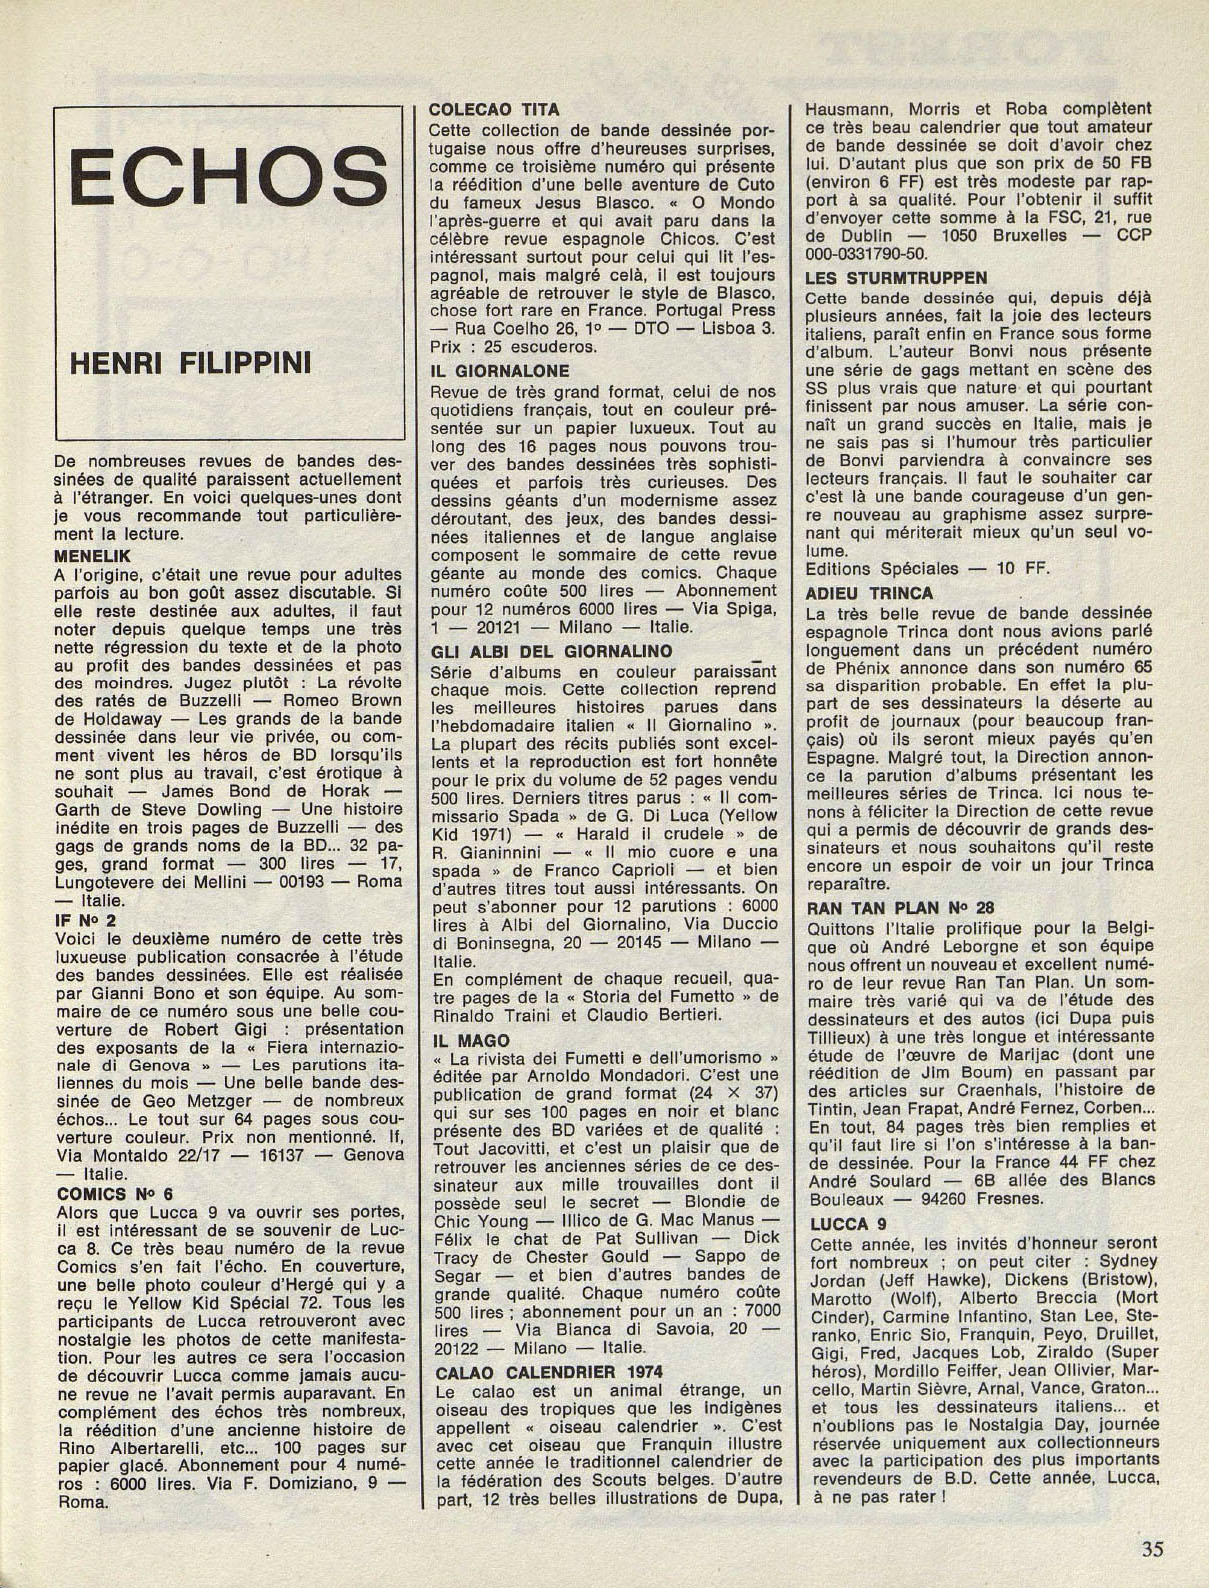 ECHOS
HENRI FILIPPINI
De nombreuses revues de bandes des-
sinées de qualité paraissent actuellement
à l'étranger. En voici quelques-unes dont
je vous recommande tout particulière-
ment la lecture.
MENELIK
A l'origine, c'était une revue pour adultes
parfois au bon goût assez discutable. Si
elle reste destinée aux adultes, il faut
noter depuis quelque temps une très
nette régression du texte et de la photo
au profit des bandes dessinées et pas
des moindres. Jugez plutôt : La révolte
des ratés de Buzzelli — Romeo Brown
de Holdaway — Les grands de la bande
dessinée dans leur vie privée, ou com-
ment vivent les héros de BD lorsqu'ils
ne sont plus au travail, c'est érotique à
souhait — James Bond de Horak —
Garth de Steve Dowling — Une histoire
inédite en trois pages de Buzzelli — des
gags de grands noms de la BD... 32 pa-
ges, grand format — 300 lires — 17,
Lungotevere dei Mellini — 00193 — Roma
— Italie.
IF Nº 2
Voici le deuxième numéro de cette très
luxueuse publication consacrée à l'étude
des bandes dessinées. Elle est réalisée
par Gianni Bono et son équipe. Au som-
maire de ce numéro sous une belle cou-
verture de Robert Gigi : présentation
des exposants de la « Fiera internazio-
nale di Genova » — Les parutions ita-
liennes du mois — Une belle bande des-
sinée de Geo Metzger — de nombreux
échos... Le tout sur 64 pages sous cou-
verture couleur. Prix non mentionné. If,
Via Montaldo 22/17 — 16137 — Genova
— Italie.
COMICS Nº 6
Alors que Lucca 9 va ouvrir ses portes,
il est intéressant de se souvenir de Luc-
ca 8. Ce très beau numéro de la revue
Comics s'en fait l'écho. En couverture,
une belle photo couleur d'Hergé qui y a
reçu le Yellow Kid Spécial 72. Tous les
participants de Lucca retrouveront avec
nostalgie les photos de cette manifesta-
tion. Pour les autres ce sera l'occasion
de découvrir Lucca comme jamais aucu-
ne revue ne l'avait permis auparavant. En
complément des échos très nombreux,
la réédition d'une ancienne histoire de
Rino Albertarelli, etc... 100 pages sur
papier glacé. Abonnement pour 4 numé-
ros : 6000 lires. Via F. Domiziano, 9 —
Roma.
COLECAO TITA
Cette collection de bande dessinée por-
tugaise nous offre d'heureuses surprises,
comme ce troisième numéro qui présente
la réédition d'une belle aventure de Cuto
du fameux Jesus Blasco. « O Mondo
l'après-guerre et qui avait paru dans la
célèbre revue espagnole Chicos. C'est
intéressant surtout pour celui qui lit l'es-
pagnol, mais malgré celà, il est toujours
agréable de retrouver le style de Blasco,
chose fort rare en France. Portugal Press
— Rua Coelho 26, 1º — DTO — Lisboa 3.
Prix : 25 escuderos.
IL GIORNALONE
Revue de très grand format, celui de nos
quotidiens français, tout en couleur pré-
sentée sur un papier luxueux. Tout au
long des 16 pages nous pouvons trou-
ver des bandes dessinées très sophisti-
quées et parfois très curieuses. Des
dessins géants d'un modernisme assez
déroutant, des jeux, des bandes dessi-
nées italiennes et de langue anglaise
composent le sommaire de cette revue
géante au monde des comics. Chaque
numéro coûte 500 lires — Abonnement
pour 12 numéros 6000 lires — Via Spiga,
1 — 20121 — Milano — Italie.
GLI ALBI DEL GIORNALINO
Série d'albums en couleur paraissant
chaque mois. Cette collection reprend
les meilleures histoires parues dans
l'hebdomadaire italien « Il Giornalino ».
La plupart des récits publiés sont excel-
lents et la reproduction est fort honnête
pour le prix du volume de 52 pages vendu
500 lires. Derniers titres parus : « Il com-
missario Spada » de G. Di Luca (Yellow
Kid 1971) — « Harald il crudele » de
R. Gianinnini — « Il mio cuore e una
spada » de Franco Caprioli — et bien
d'autres titres tout aussi intéressants. On
peut s'abonner pour 12 parutions : 6000
lires à Albi del Giornalino, Via Duccio
di Boninsegna, 20 — 20145 — Milano —
Italie.
En complément de chaque recueil, qua-
tre pages de la « Storia del Fumetto » de
Rinaldo Traini et Claudio Bertieri.
IL MAGO
« La rivista dei Fumetti e dell'umorismo »
éditée par Arnoldo Mondadori. C'est une
publication de grand format (24 X 37)
qui sur ses 100 pages en noir et blanc
présente des BD variées et de qualité :
Tout Jacovitti, et c'est un plaisir que de
retrouver les anciennes séries de ce des-
sinateur aux mille trouvailles dont il
possède seul le secret — Blondie de
Chic Young — Illico de G. Mac Manus —
Félix le chat de Pat Sullivan — Dick
Tracy de Chester Gould — Sappo de
Segar — et bien d'autres bandes de
grande qualité. Chaque numéro coûte
500 lires ; abonnement pour un an : 7000
lires — Via Bianca di Savoia, 20 —
20122 — Milano — Italie.
CALAO CALENDRIER 1974
Le calao est un animal étrange, un
oiseau des tropiques que les indigènes
appellent « oiseau calendrier ». C'est
avec cet oiseau que Franquin illustre
cette année le traditionnel calendrier de
la fédération des Scouts belges. D'autre
part, 12 très belles illustrations de Dupa,
Hausmann, Morris et Roba complètent
ce très beau calendrier que tout amateur
de bande dessinée se doit d'avoir chez
lui. D'autant plus que son prix de 50 FB
(environ 6 FF) est très modeste par rap-
port à sa qualité. Pour l'obtenir il suffit
d'envoyer cette somme à la FSC, 21, rue
de Dublin — 1050 Bruxelles — CCP
000-0331790-50.
LES STURMTRUPPEN
Cette bande dessinée qui, depuis déjà
plusieurs années, fait la joie des lecteurs
italiens, paraît enfin en France sous forme
d'album. L'auteur Bonvi nous présente
une série de gags mettant en scène des
SS plus vrais que nature et qui pourtant
finissent par nous amuser. La série con-
naît un grand succès en Italie, mais je
ne sais pas si l'humour très particulier
de Bonvi parviendra à convaincre ses
lecteurs français. Il faut le souhaiter car
c'est là une bande courageuse d'un gen-
re nouveau au graphisme assez surpre-
nant qui mériterait mieux qu'un seul vo-
lume.
Editions Spéciales — 10 FF.
ADIEU TRINCA
La très belle revue de bande dessinée
espagnole Trinca dont nous avions parlé
longuement dans un précédent numéro
de Phénix annonce dans son numéro 65
sa disparition probable. En effet la plu-
part de ses dessinateurs la déserte au
profit de journaux (pour beaucoup fran-
çais) où ils seront mieux payés qu'en
Espagne. Malgré tout, la Direction annon-
ce la parution d'albums présentant les
meilleures séries de Trinca. Ici nous te-
nons à féliciter la Direction de cette revue
qui a permis de découvrir de grands des-
sinateurs et nous souhaitons qu'il reste
encore un espoir de voir un jour Trinca
reparaître.
RAN TAN PLAN Nº 28
Quittons l'Italie prolifique pour la Belgi-
que où André Leborgne et son équipe
nous offrent un nouveau et excellent numé-
ro de leur revue Ran Tan Plan. Un som-
maire très varié qui va de l'étude des
dessinateurs et des autos (ici Dupa puis
Tillieux) à une très longue et intéressante
étude de l'œuvre de Marijac (dont une
réédition de Jim Boum) en passant par
des articles sur Craenhals, l'histoire de
Tintin, Jean Frapat, André Fernez, Corben...
En tout, 84 pages très bien remplies et
qu'il faut lire si l'on s'intéresse à la ban-
de dessinée. Pour la France 44 FF chez
André Soulard — 6B allée des Blancs
Bouleaux — 94260 Fresnes.
LUCCA 9
Cette année, les invités d'honneur seront
fort nombreux ; on peut citer : Sydney
Jordan (Jeff Hawke), Dickens (Bristow),
Marotto (Wolf), Alberto Breccia (Mort
Cinder), Carmine Infantino, Stan Lee, Ste-
ranko, Enric Sio, Franquin, Peyo, Druillet,
Gigi, Fred, Jacques Lob, Ziraldo (Super
héros), Mordillo Feiffer, Jean Ollivier, Mar-
cello, Martin Sièvre, Arnal, Vance, Graton...
et tous les dessinateurs italiens... et
n'oublions pas le Nostalgia Day, journée
réservée uniquement aux collectionneurs
avec la participation des plus importants
revendeurs de B.D. Cette année, Lucca,
à ne pas rater !
35